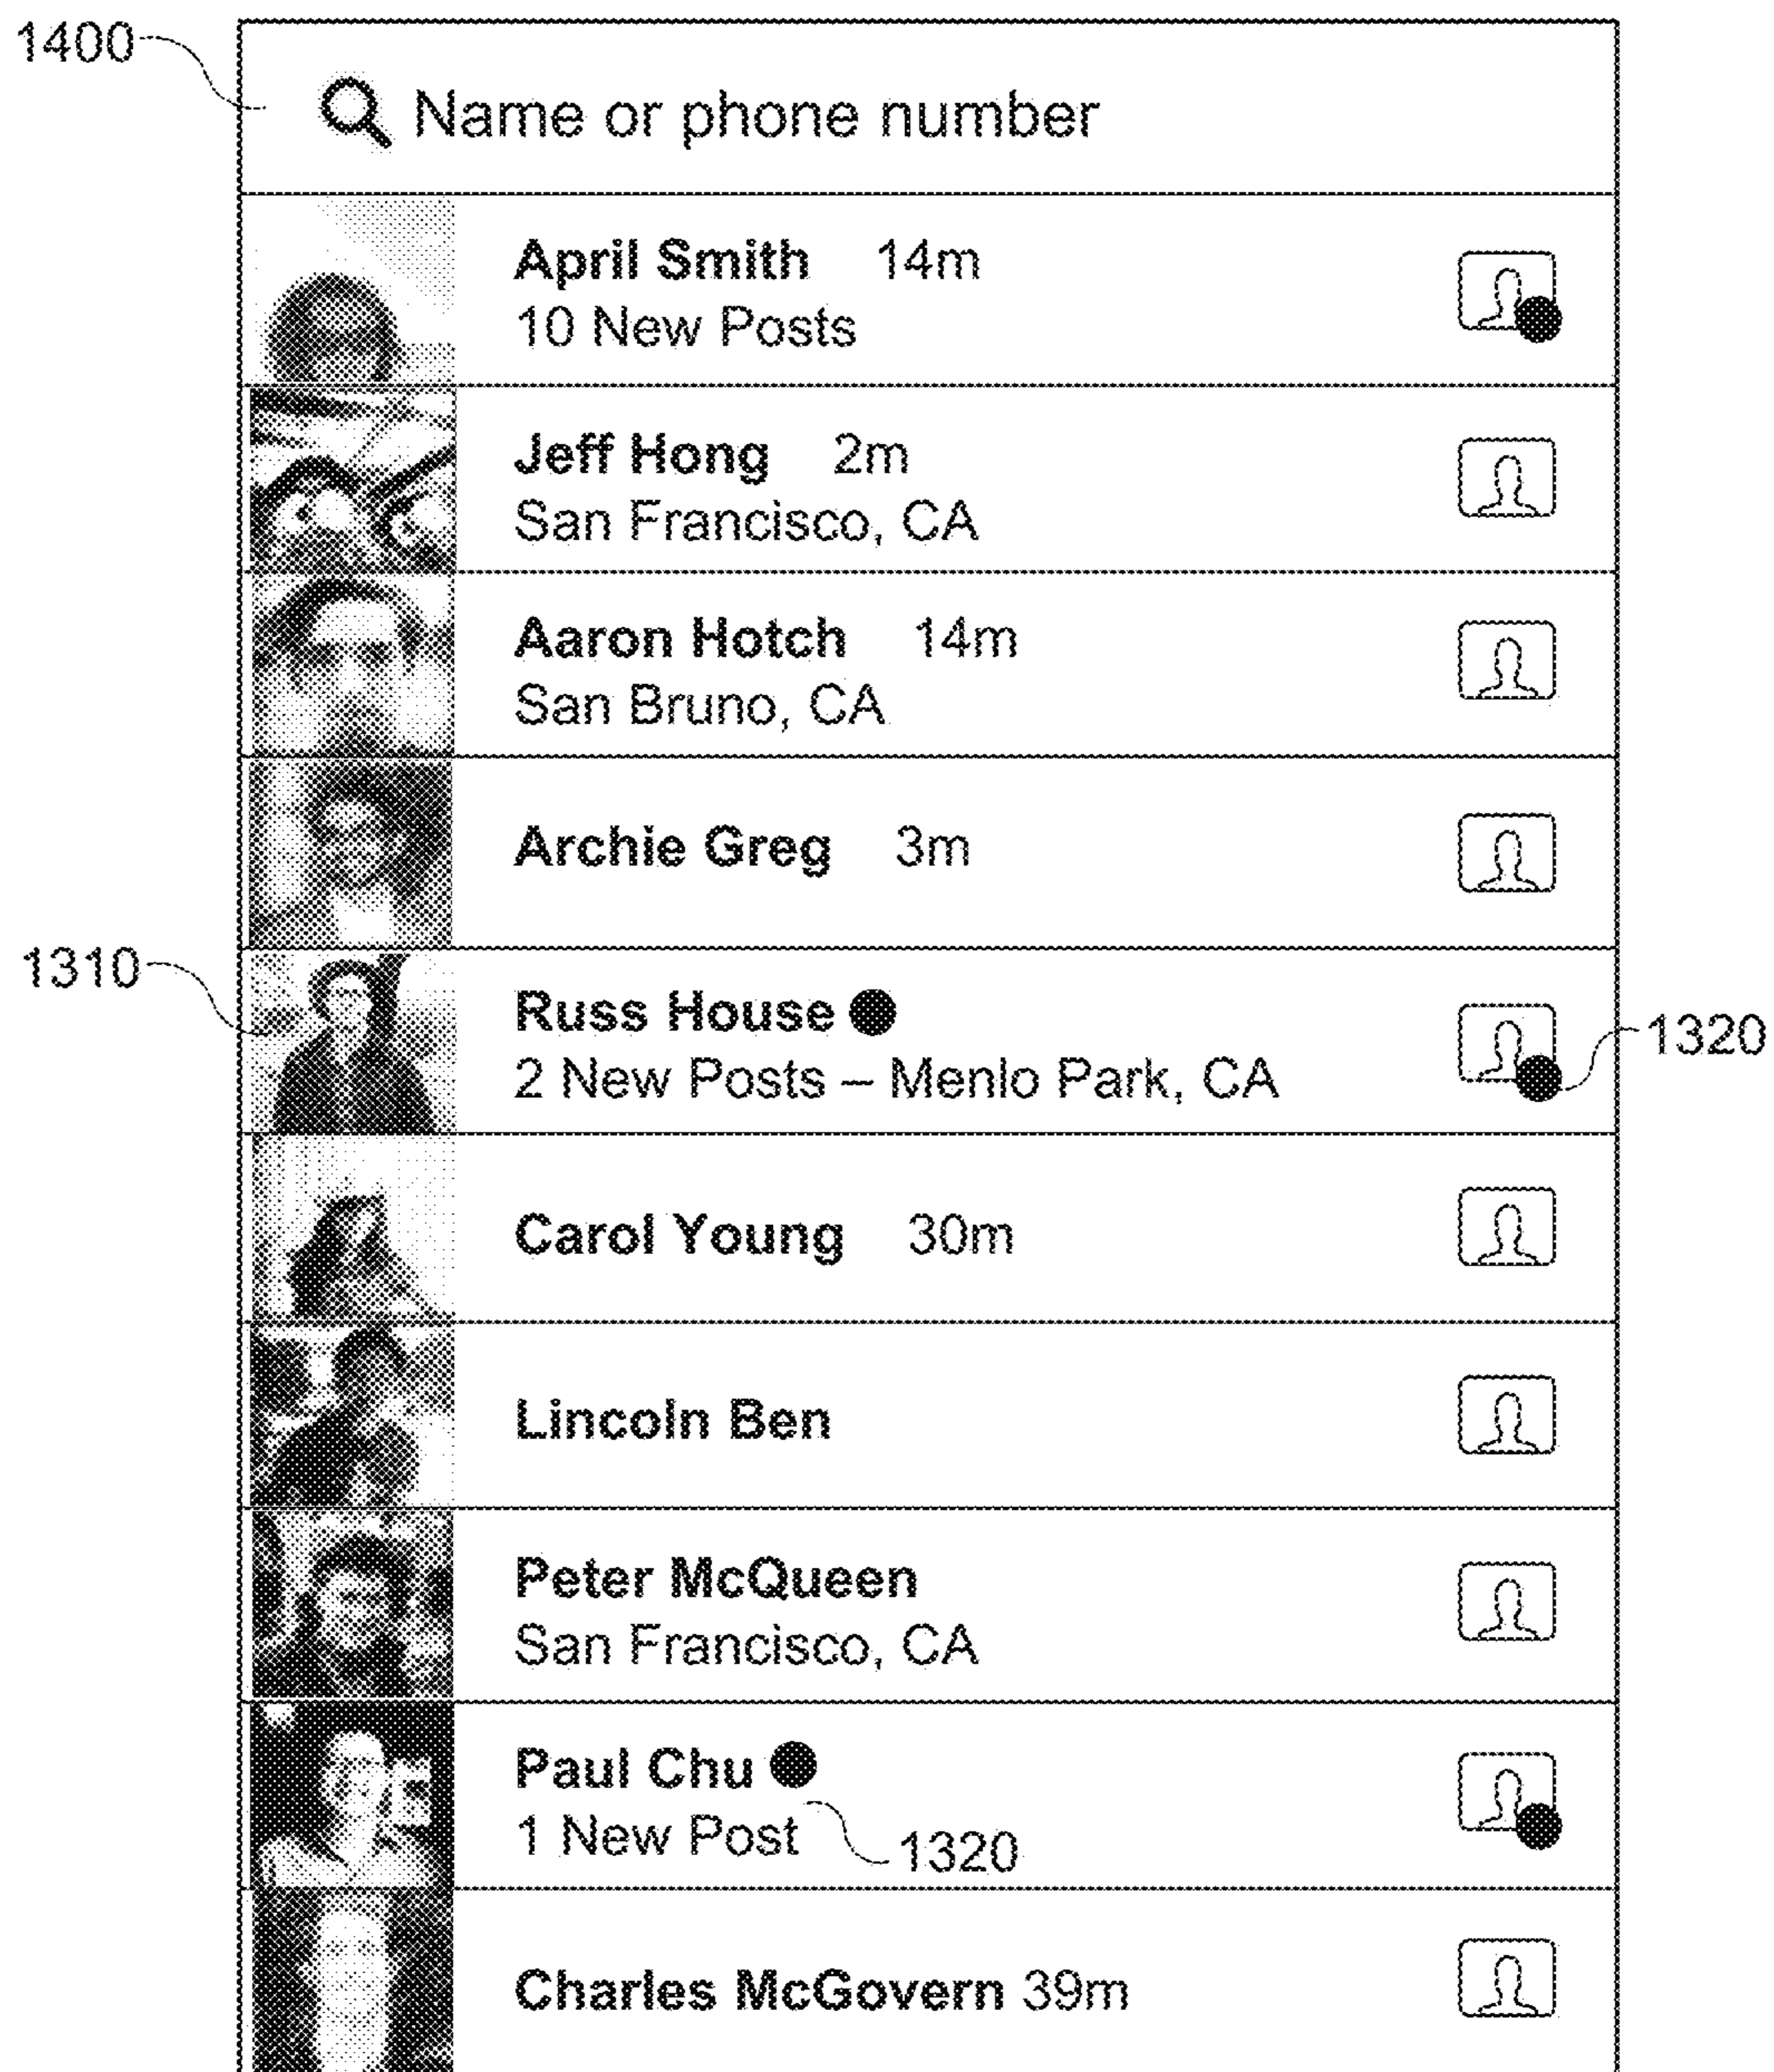 1400
Name or phone number
April Smith 14m
10 New Posts
Jeff Hong 2m
San Francisco, CA
Aaron Hotch 14m
San Bruno, CA
Archie Greg 3m
1310
Russ House
2 New Posts – Menlo Park, CA
1320
Carol Young 30m
Lincoln Ben
Peter McQueen
San Francisco, CA
Paul Chu
1 New Post
1320
Charles McGovern 39m